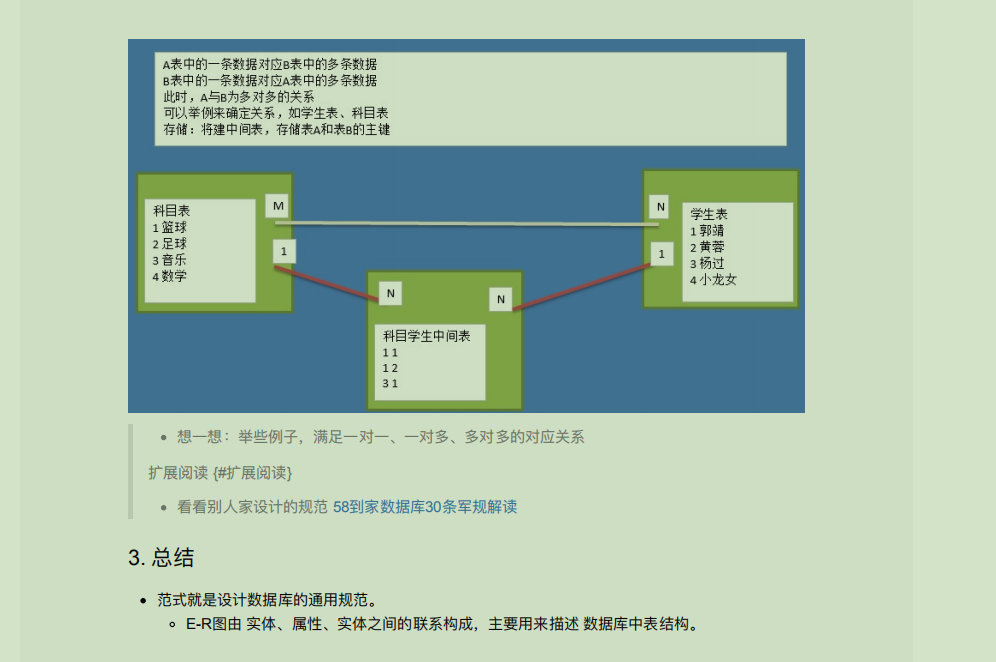 A表中的一条数据对应B表中的多条数据
B表中的一条数据对应A表中的多条数据
此时，A与B为多对多的关系
可以举例来确定关系，如学生表、科目表
存储：将建中间表，存储表A和表B的主键
科目表
1 篮球
2 足球
3 音乐
4 数学
M
1
N
1
学生表
1 郭靖
2 黄蓉
3 杨过
4 小龙女
N
N
科目学生中间表
1 1
1 2
3 1
想一想：举些例子，满足一对一、一对多、多对多的对应关系
扩展阅读 {#扩展阅读}
看看别人家设计的规范 58到家数据库30条军规解读
3. 总结
范式就是设计数据库的通用规范。
E-R图由 实体、属性、实体之间的联系构成，主要用来描述 数据库中表结构。